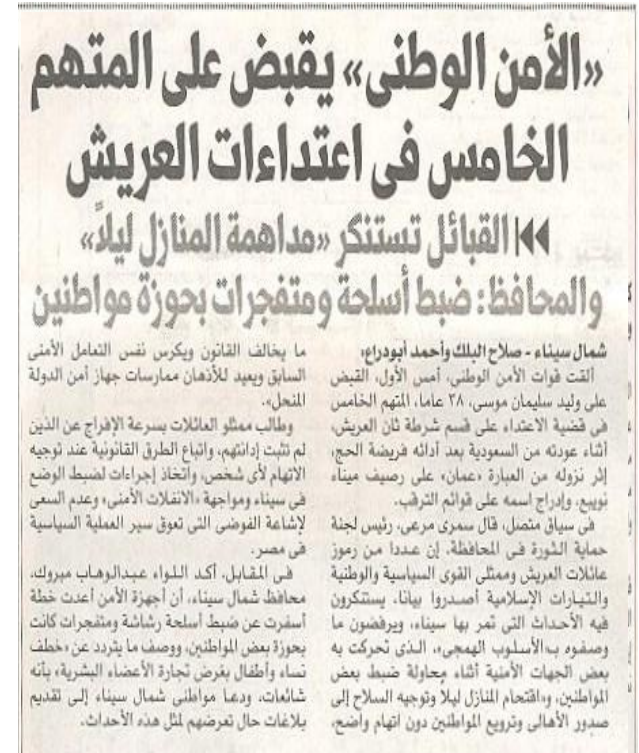 «الأمن الوطنى» يقبض على المتهم
الخامس فى اعتداءات العريش
القبائل تستنكر «مداهمة المنازل ليلاً»
والمحافظ: ضبط أسلحة ومتفجرات بحوزة مواطنين
شمال سيناء - صلاح البلك وأحمد أبودراع:
ألقت قوات الأمن الوطنى، أمس الأول، القبض
على وليد سليمان موسى، ٢٨ عاما، المتهم الخامس
فى قضية الاعتداء على قسم شرطة ثان العريش،
أثناء عودته من السعودية بعد أدائه فريضة الحج،
إثر نزوله من العبارة «عمان» على رصيف ميناء
نويبع، وإدراج اسمه على قوائم الترقب.
فى سياق متصل، قال سمرى مرعى، رئيس لجنة
حماية الثورة فى المحافظة، إن عددا من رموز
عائلات العريش وممثلى القوى السياسية والوطنية
والتيارات الإسلامية أصدروا بيانا، يستنكرون
فيه الأحداث التى تمر بها سيناء، ويرفضون ما
وصفوه بـ«الأسلوب الهمجى»، الذى تحركت به
بعض الجهات الأمنية أثناء محاولة ضبط بعض
المواطنين، و«اقتحام المنازل ليلا وتوجيه السلاح إلى
صدور الأهالى وترويع المواطنين دون اتهام واضح،
ما يخالف القانون ويكرس نفس التعامل الأمنى
السابق ويعيد للأذهان ممارسات جهاز أمن الدولة
المنحل».
وطالب ممثلو العائلات بسرعة الإفراج عن الذين
لم تثبت إدانتهم، واتباع الطرق القانونية عند توجيه
الاتهام لأى شخص، واتخاذ إجراءات لضبط الوضع
فى سيناء ومواجهة «الانفلات الأمنى» وعدم السعى
لإشاعة الفوضى التى تعوق سير العملية السياسية
فى مصر.
فى المقابل، أكد اللواء عبدالوهاب مبروك،
محافظ شمال سيناء، أن أجهزة الأمن أعدت خطة
أسفرت عن ضبط أسلحة رشاشة ومتفجرات كانت
بحوزة بعض المواطنين، ووصف ما يتردد عن «خطف
نساء وأطفال بغرض تجارة الأعضاء البشرية» بأنه
شائعات، ودعا مواطنى شمال سيناء إلى تقديم
بلاغات حال تعرضهم لمثل هذه الأحداث.